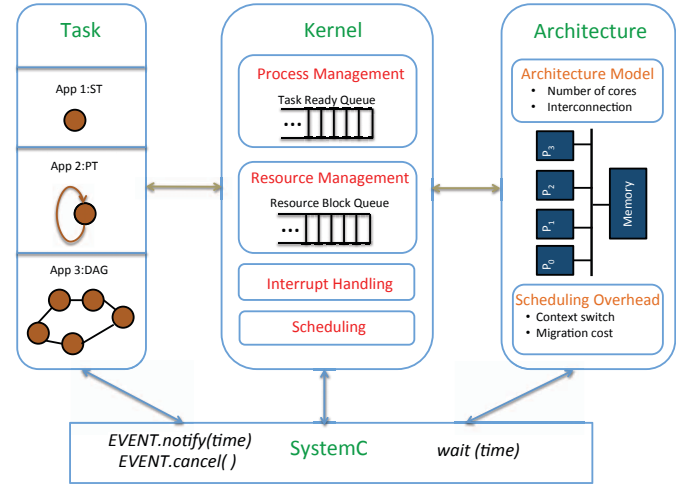 Task
App 1:ST
App 2:PT
App 3:DAG
Kernel
Process Management
Task Ready Queue
...
Resource Management
Resource Block Queue
...
Interrupt Handling
Scheduling
Architecture
Architecture Model
• Number of cores
• Interconnection
P3
P2
P1
P0
Memory
Scheduling Overhead
• Context switch
• Migration cost
EVENT.notify(time)
EVENT.cancel( )
SystemC
wait (time)